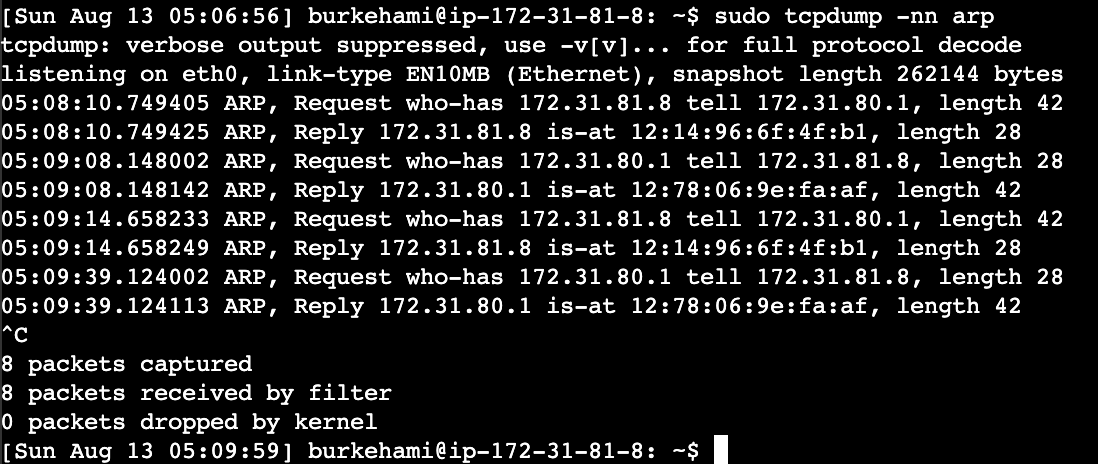 [Sun Aug 13 05:06:56] burkehami@ip-172-31-81-8: ~$ sudo tcpdump -nn arp
tcpdump: verbose output suppressed, use -v[v]... for full protocol decode
listening on eth0, link-type EN10MB (Ethernet), snapshot length 262144 bytes
05:08:10.749405 ARP, Request who-has 172.31.81.8 tell 172.31.80.1, length 42
05:08:10.749425 ARP, Reply 172.31.81.8 is-at 12:14:96:6f:4f:b1, length 28
05:09:08.148002 ARP, Request who-has 172.31.80.1 tell 172.31.81.8, length 28
05:09:08.148142 ARP, Reply 172.31.80.1 is-at 12:78:06:9e:fa:af, length 42
05:09:14.658233 ARP, Request who-has 172.31.81.8 tell 172.31.80.1, length 42
05:09:14.658249 ARP, Reply 172.31.81.8 is-at 12:14:96:6f:4f:b1, length 28
05:09:39.124002 ARP, Request who-has 172.31.80.1 tell 172.31.81.8, length 28
05:09:39.124113 ARP, Reply 172.31.80.1 is-at 12:78:06:9e:fa:af, length 42
^C
8 packets captured
8 packets received by filter
0 packets dropped by kernel
[Sun Aug 13 05:09:59] burkehami@ip-172-31-81-8: ~$